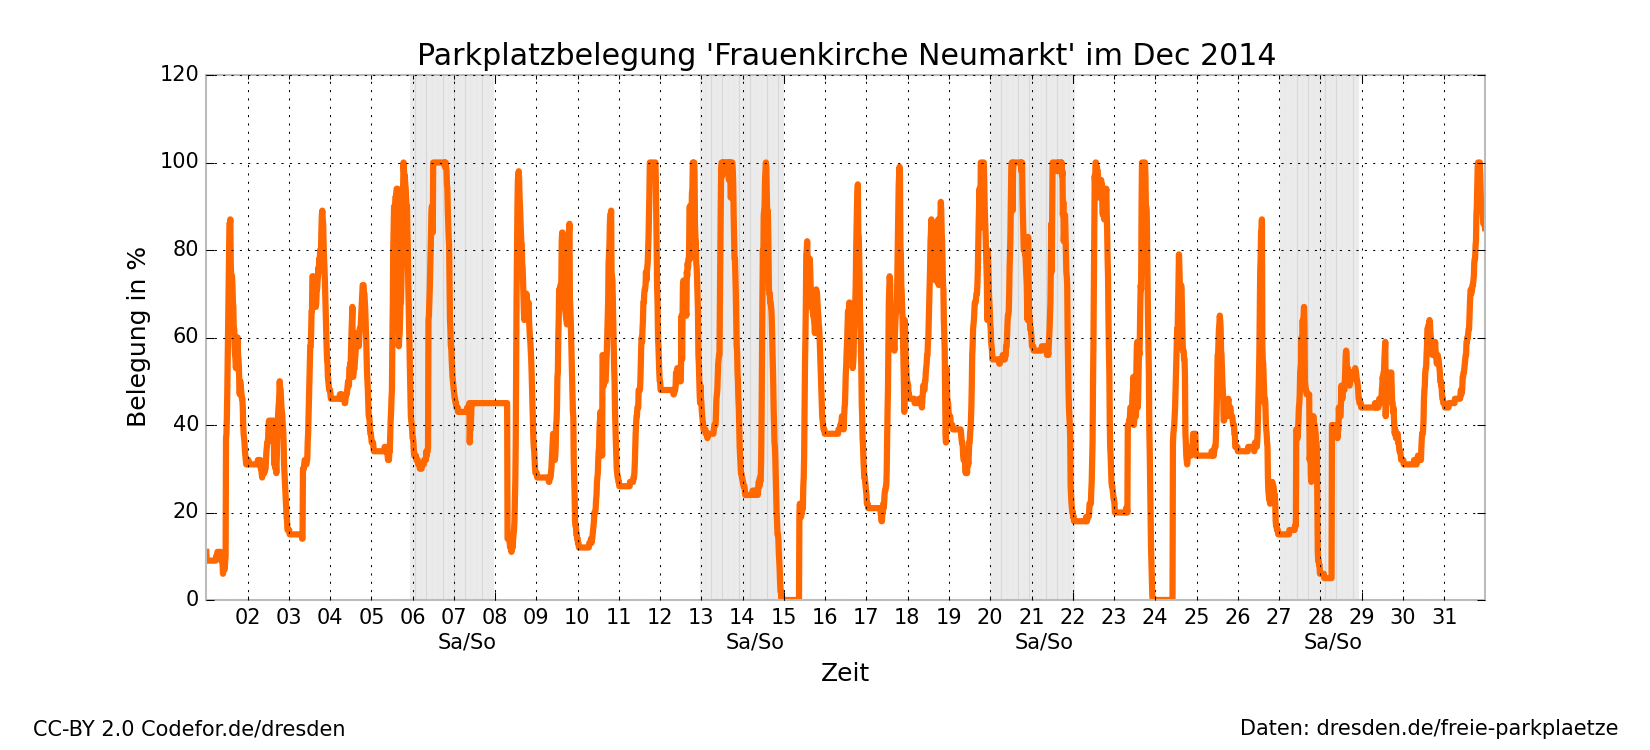 Parkplatzbelegung 'Frauenkirche Neumarkt' im Dec 2014
120
100
80
60
40
20
0
Belegung in %
02 03 04 05 06 07 08 09 10 11 12 13 14 15 16 17 18 19 20 21 22 23 24 25 26 27 28 29 30 31
Sa/So Sa/So Sa/So Sa/So
Zeit
CC-BY 2.0 Codefor.de/dresden
Daten: dresden.de/freie-parkplaetze